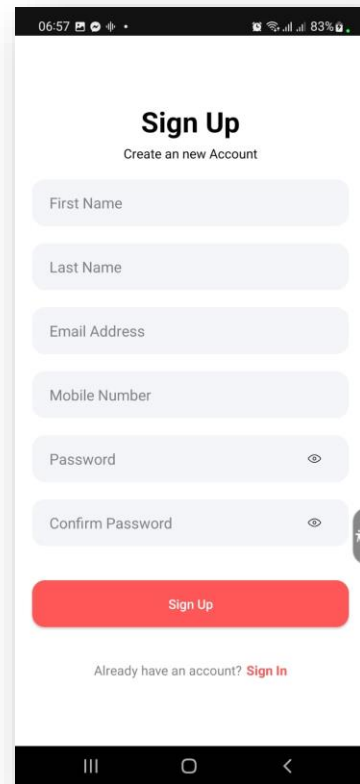 06:57 83%
Sign Up
Create an new Account
First Name
Last Name
Email Address
Mobile Number
Password
Confirm Password
Sign Up
Already have an account? Sign In